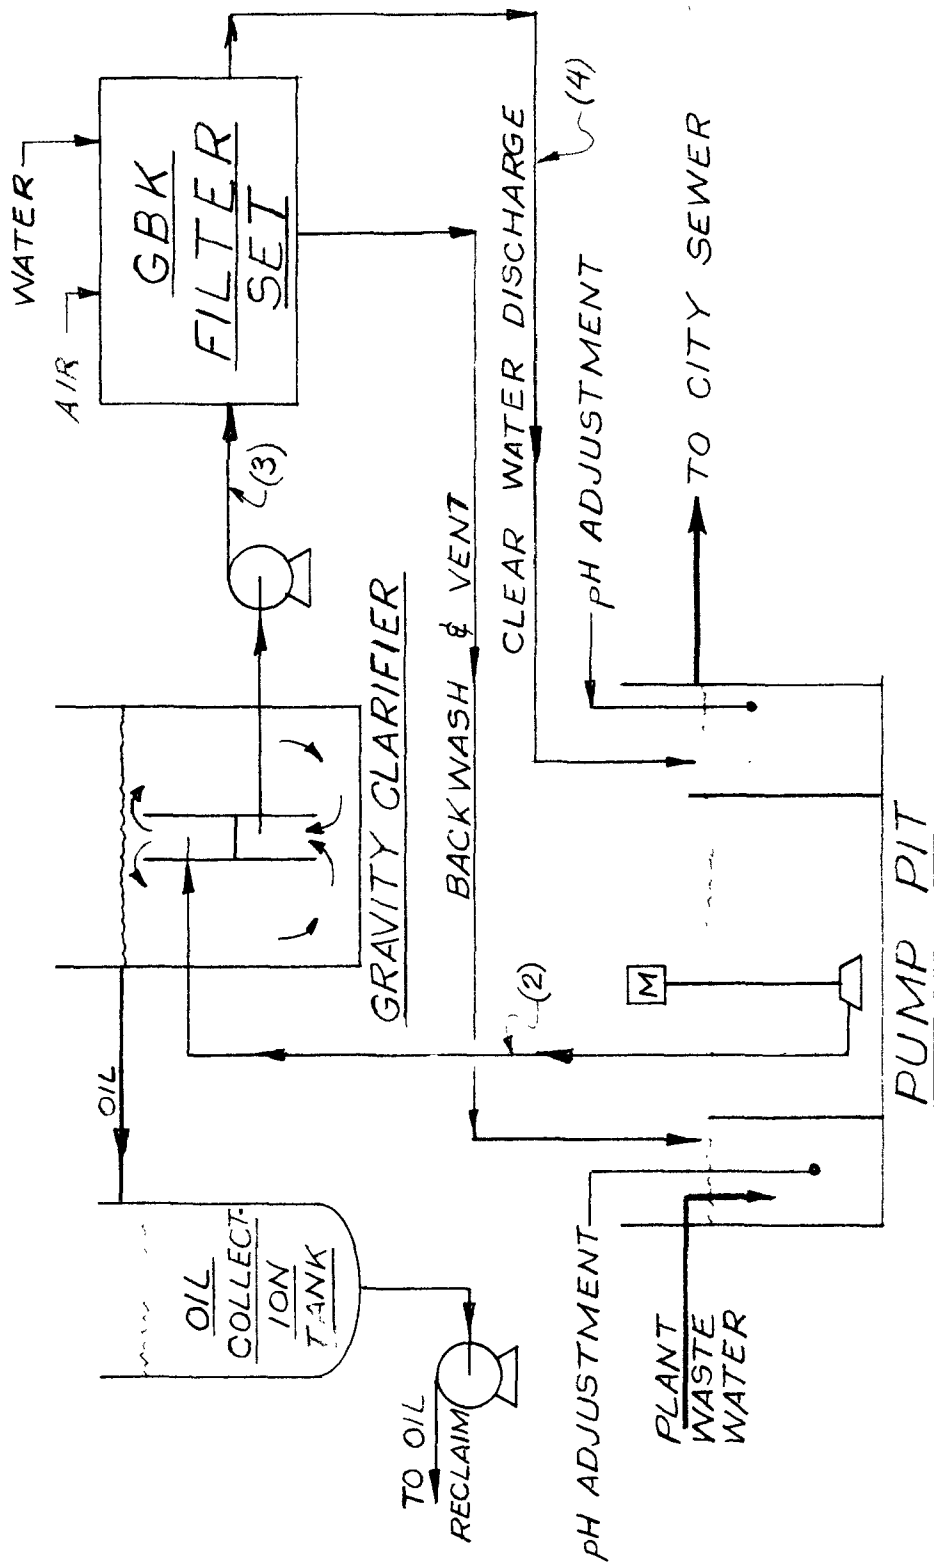 WATER
AIR
GBK
FILTER
SET
(3)
OIL
GRAVITY CLARIFIER
OIL
COLLECT-
ION
TANK
TO OIL
RECLAIM
BACKWASH & VENT
CLEAR WATER DISCHARGE
(4)
(2)
pH ADJUSTMENT
TO CITY SEWER
M
pH ADJUSTMENT
PLANT
WASTE
WATER
PUMP PIT